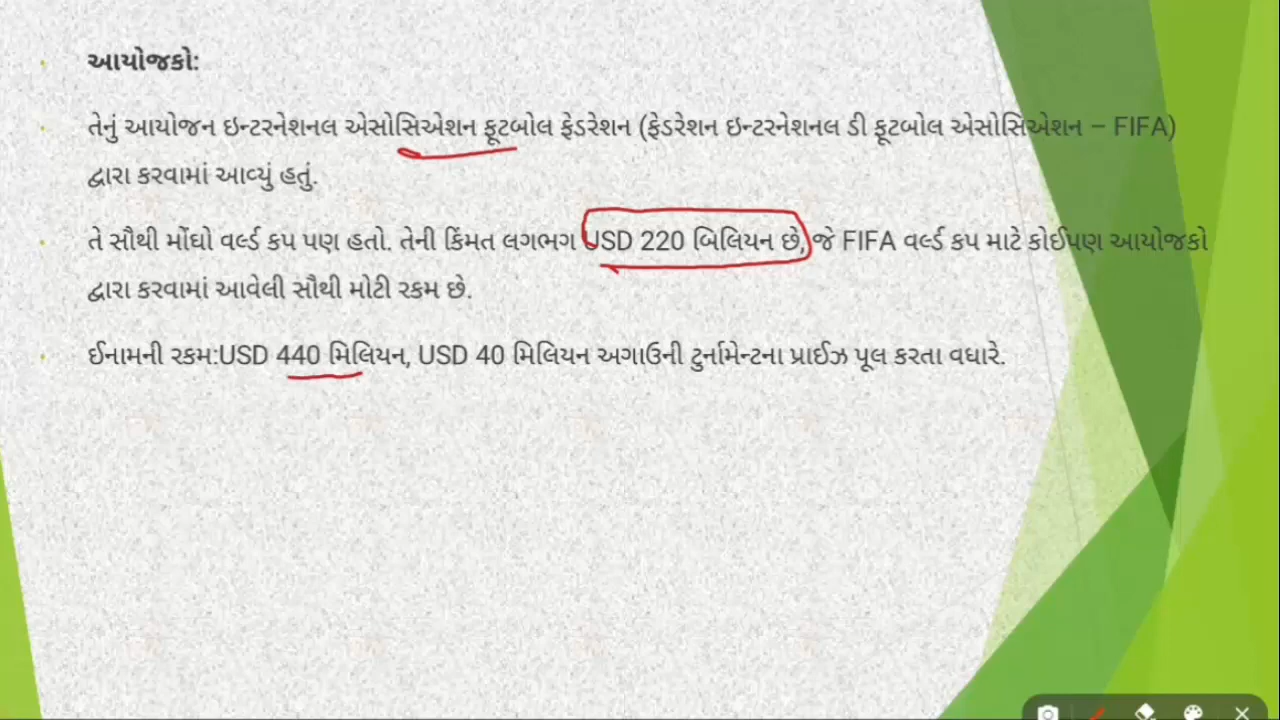 આયોજકો:
તેનું આયોજન ઇન્ટરનેશનલ એસોસિએશન ફૂટબોલ ફેડરેશન (ફેડરેશન ઇન્ટરનેશનલ ડી ફૂટબોલ એસોસિએશન – FIFA)
દ્વારા કરવામાં આવ્યું હતું.
તે સૌથી મોંઘો વર્લ્ડ કપ પણ હતો. તેની કિંમત લગભગ USD 220 બિલિયન છે, જે FIFA વર્લ્ડ કપ માટે કોઈપણ આયોજકો
દ્વારા કરવામાં આવેલી સૌથી મોટી રકમ છે.
ઈનામની રકમ:USD 440 મિલિયન, USD 40 મિલિયન અગાઉની ટુર્નામેન્ટના પ્રાઈઝ પૂલ કરતા વધારે.